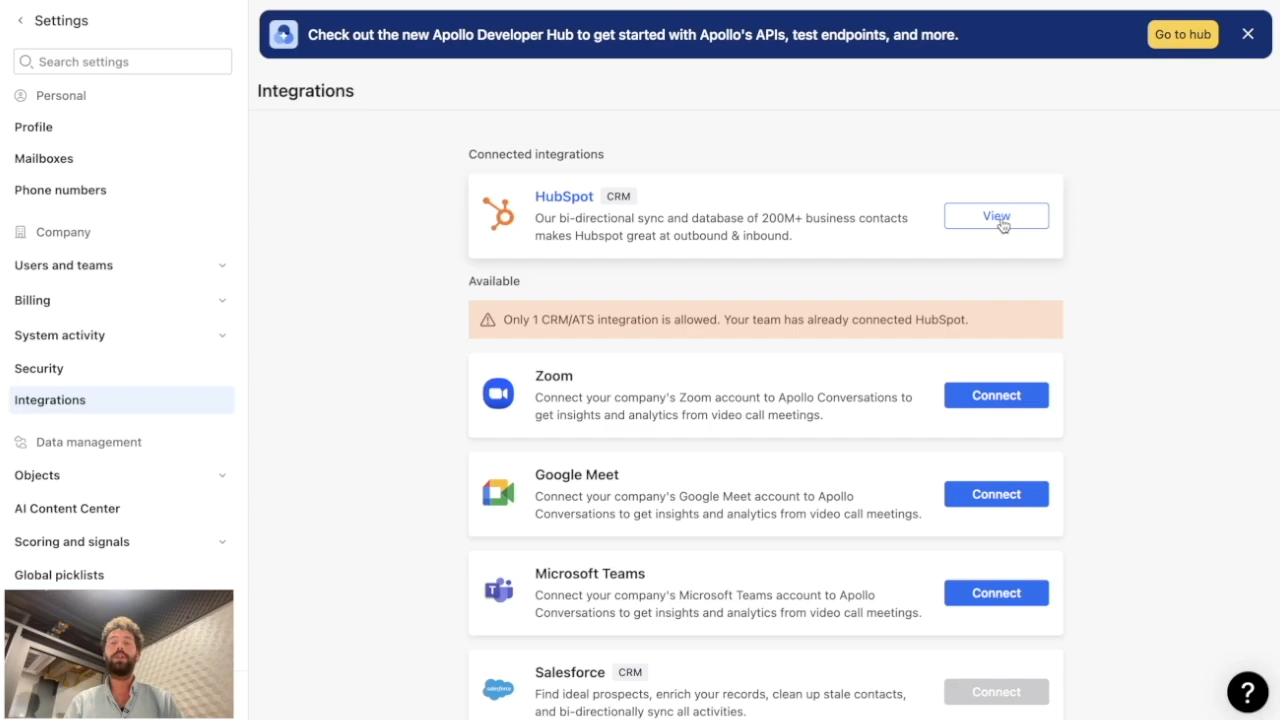 Settings
Search settings
Personal
Profile
Mailboxes
Phone numbers
Company
Users and teams
Billing
System activity
Security
Integrations
Data management
Objects
AI Content Center
Scoring and signals
Global picklists
Check out the new Apollo Developer Hub to get started with Apollo's APIs, test endpoints, and more.
Go to hub
Integrations
Connected integrations
HubSpot CRM
Our bi-directional sync and database of 200M+ business contacts
makes Hubspot great at outbound & inbound.
View
Available
Only 1 CRM/ATS integration is allowed. Your team has already connected HubSpot.
Zoom
Connect your company's Zoom account to Apollo Conversations to
get insights and analytics from video call meetings.
Connect
Google Meet
Connect your company's Google Meet account to Apollo
Conversations to get insights and analytics from video call meetings.
Connect
Microsoft Teams
Connect your company's Microsoft Teams account to Apollo
Conversations to get insights and analytics from video call meetings.
Connect
salesforce
Salesforce CRM
Find ideal prospects, enrich your records, clean up stale contacts,
and bi-directionally sync all activities.
Connect
?